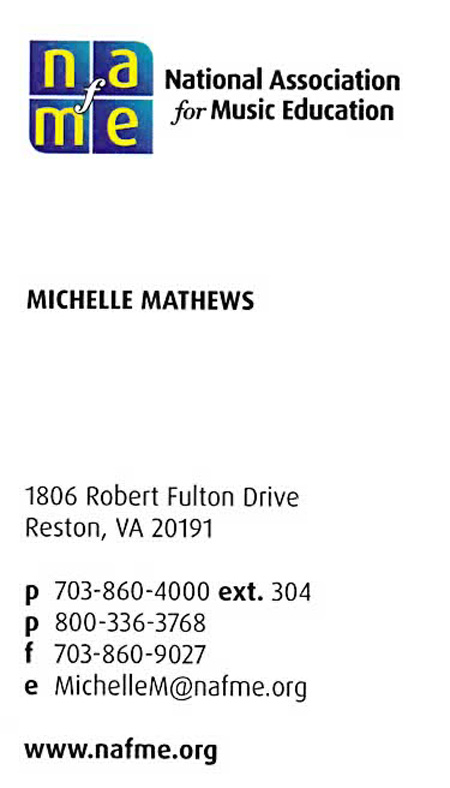 n a
f
m e
National Association
for Music Education
MICHELLE MATHEWS
1806 Robert Fulton Drive
Reston, VA 20191
p 703-860-4000 ext. 304
p 800-336-3768
f 703-860-9027
e MichelleM@nafme.org
www.nafme.org